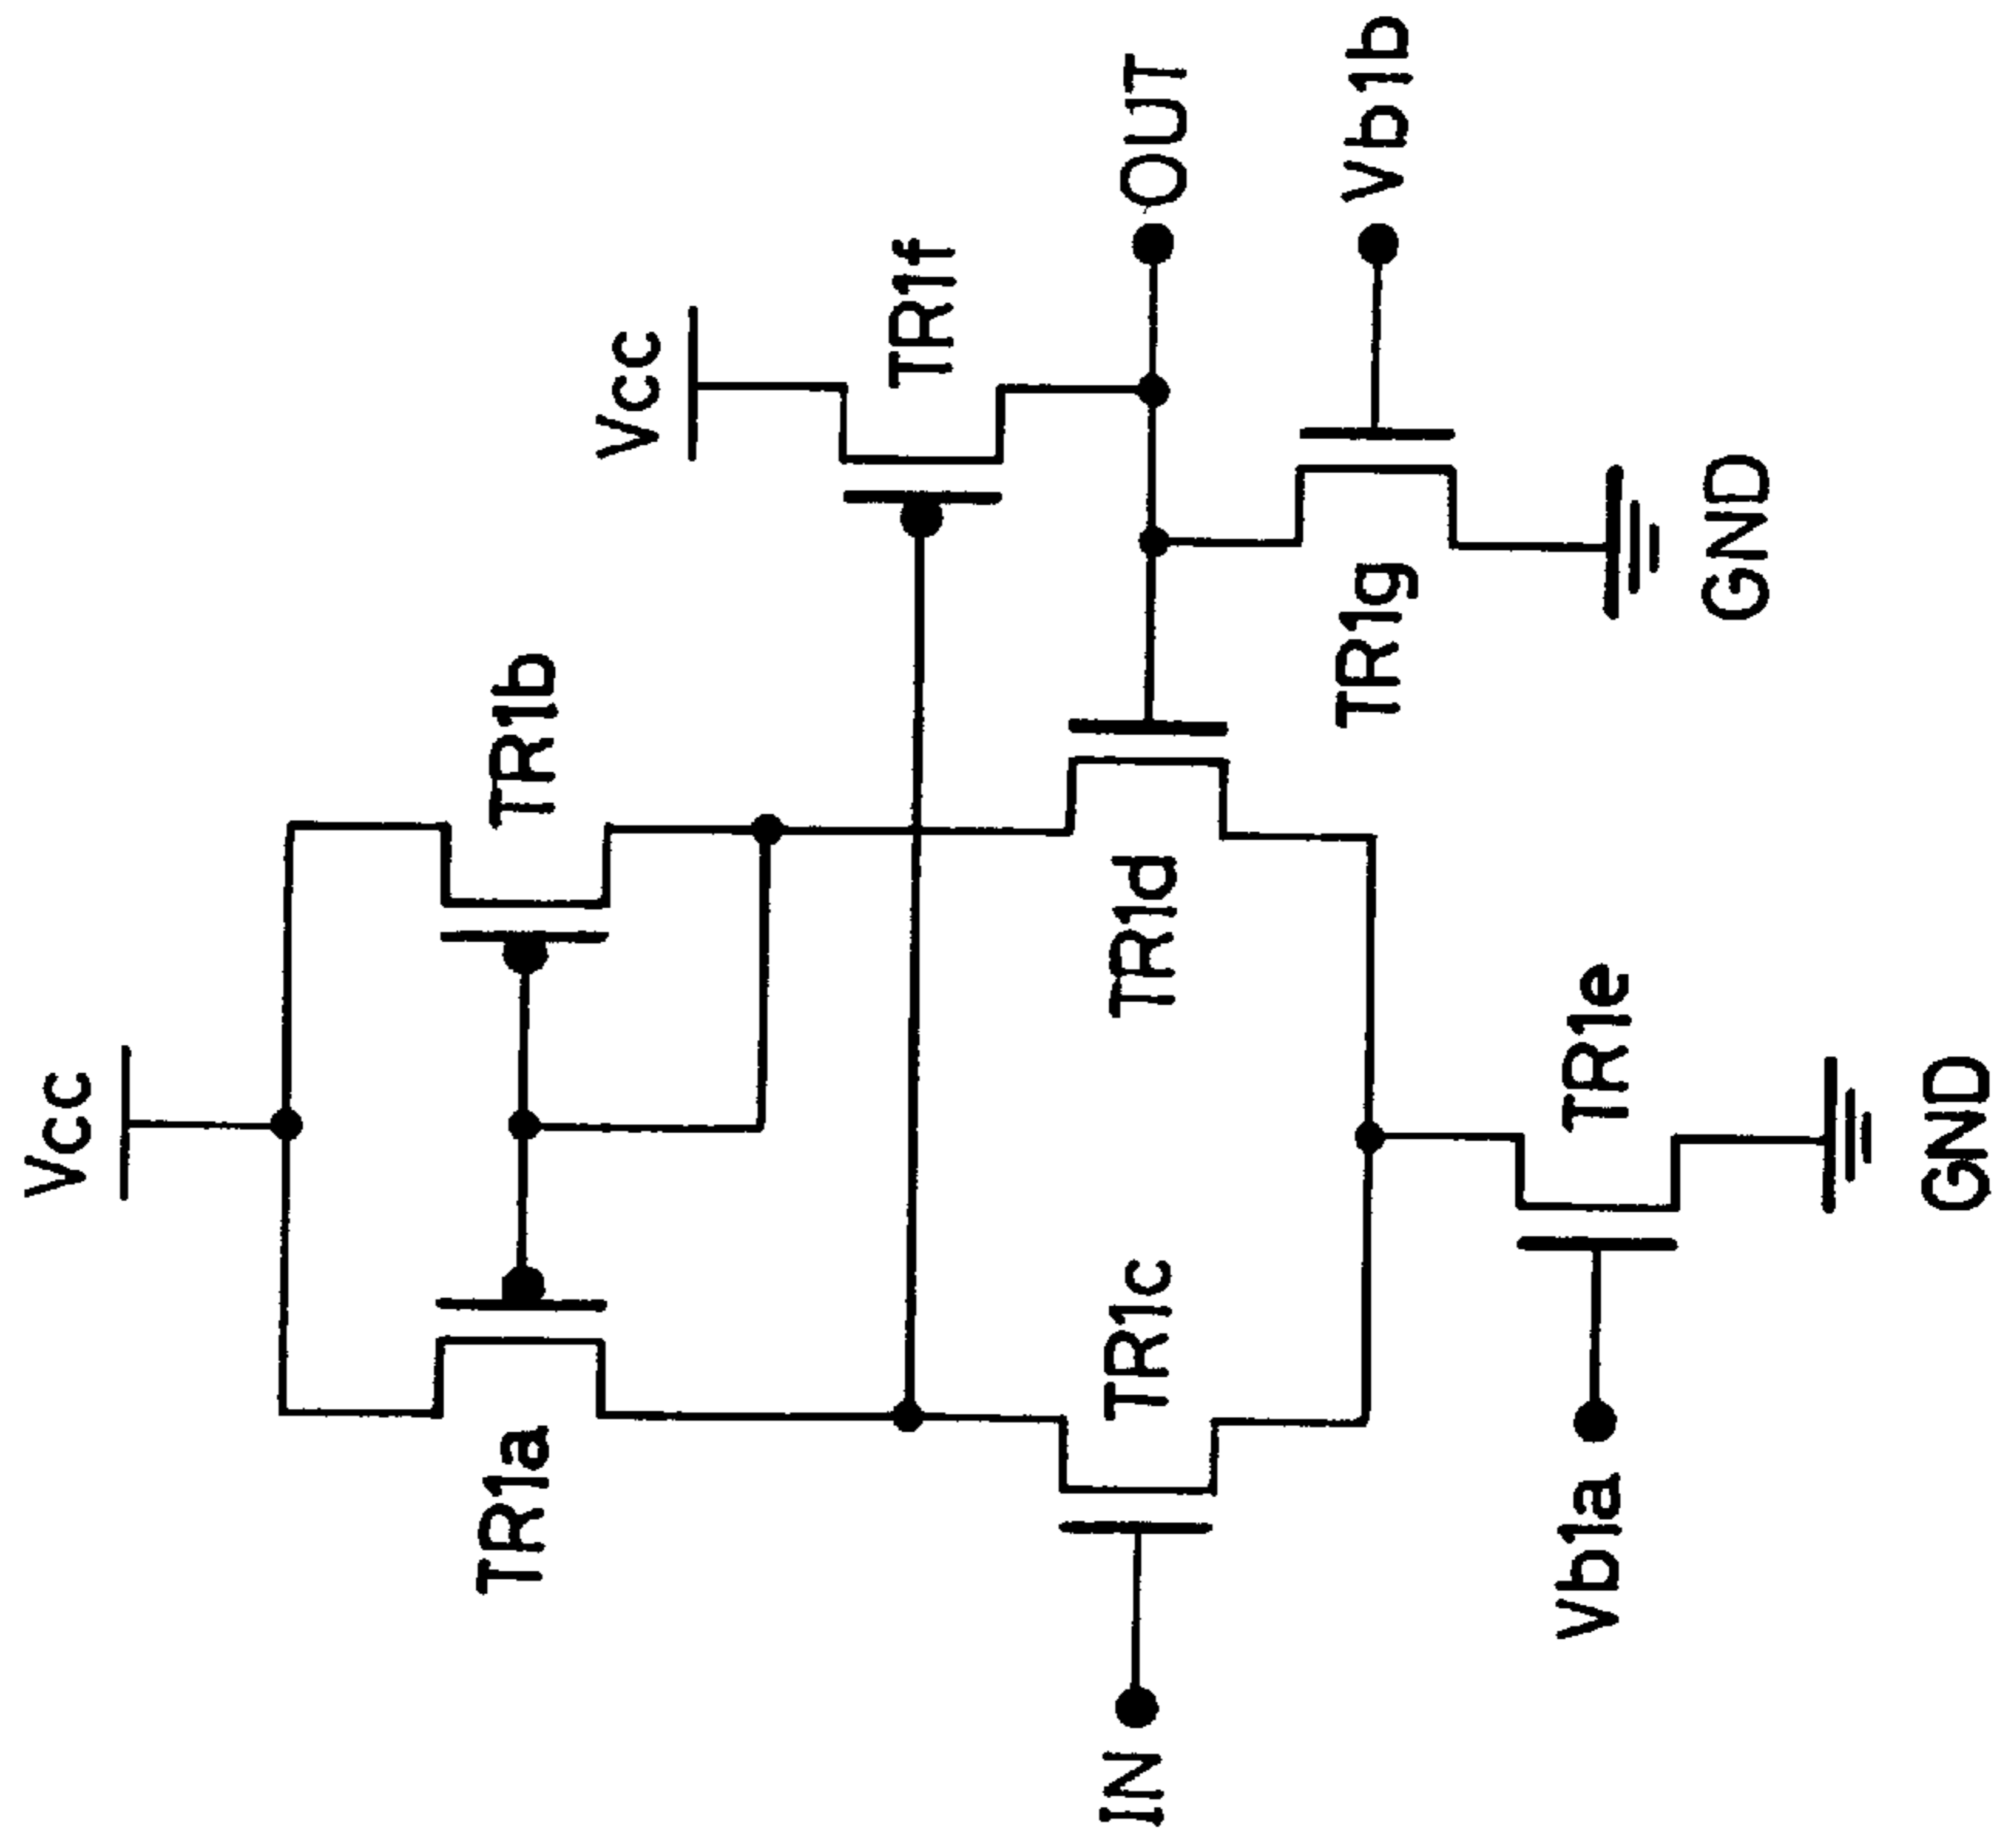 Vcc
Vcc
TR1a
TR1b
TR1f
IN
TR1c
TR1d
OUT
TR1g
Vb1b
Vb1a
TR1e
GND
GND